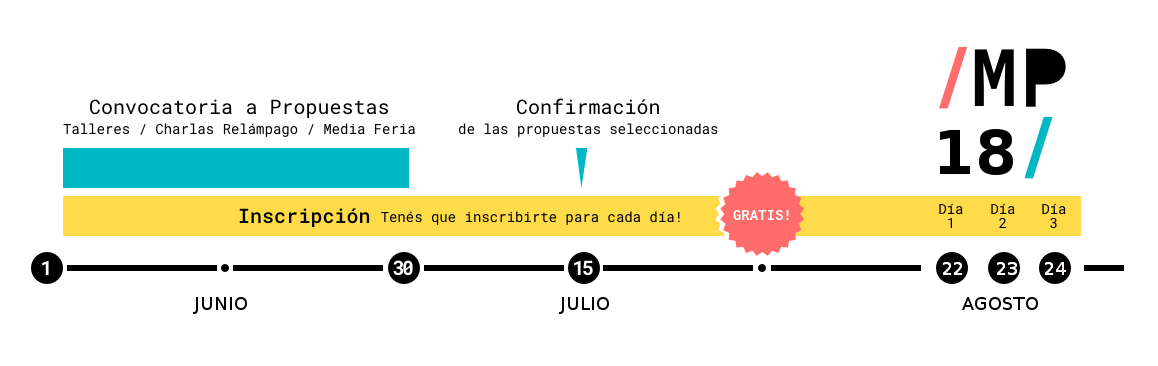 /MP
18/
Convocatoria a Propuestas
Talleres / Charlas Relámpago / Media Feria
Confirmación
de las propuestas seleccionadas
Inscripción Tenés que inscribirte para cada día!
GRATIS!
Día 1
Día 2
Día 3
1
30
15
22
23
24
JUNIO
JULIO
AGOSTO